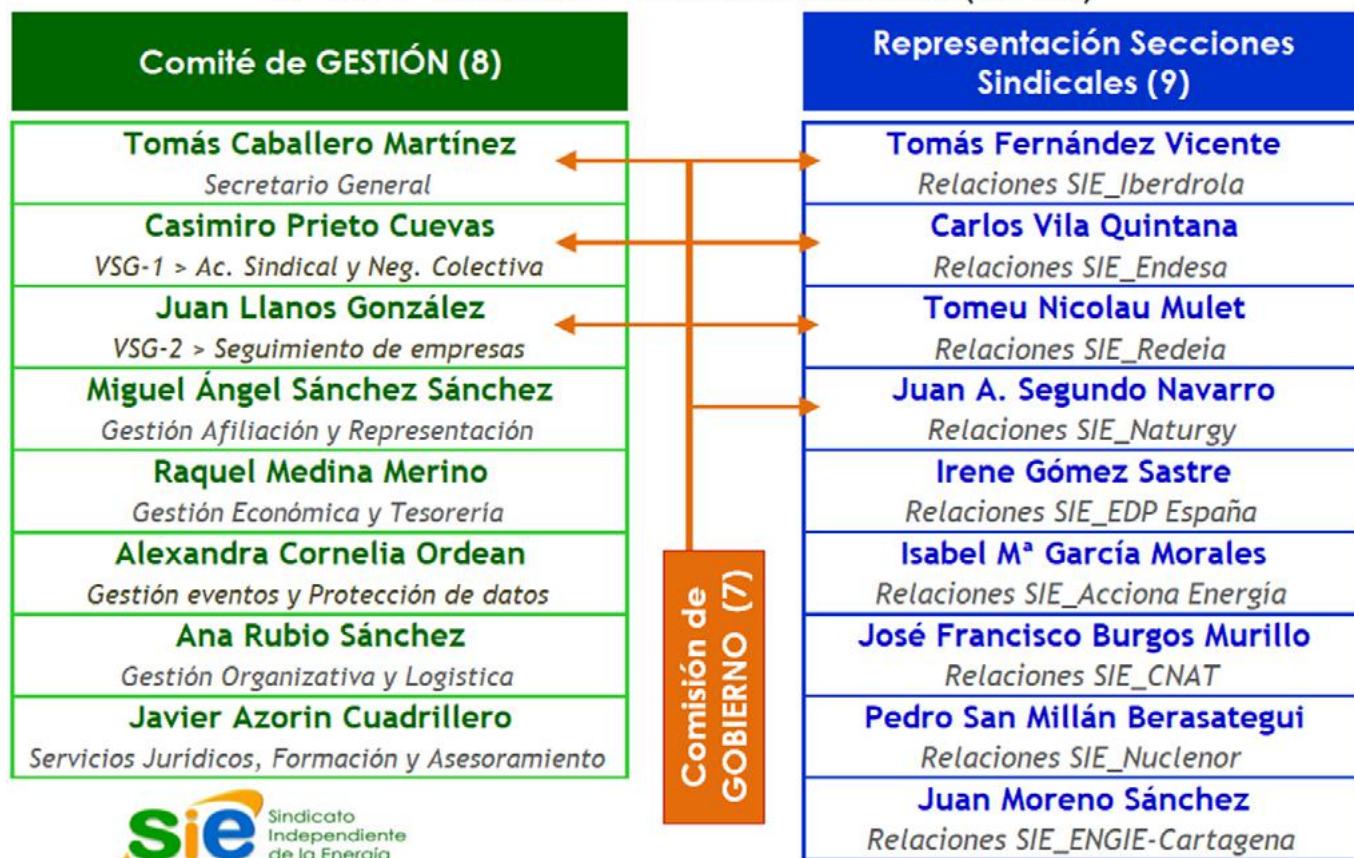 Comité de GESTIÓN (8)
Tomás Caballero Martínez
Secretario General
Casimiro Prieto Cuevas
VSG-1 > Ac. Sindical y Neg. Colectiva
Juan Llanos González
VSG-2 > Seguimiento de empresas
Miguel Ángel Sánchez Sánchez
Gestión Afiliación y Representación
Raquel Medina Merino
Gestión Económica y Tesorería
Alexandra Cornelia Ordean
Gestión eventos y Protección de datos
Ana Rubio Sánchez
Gestión Organizativa y Logistica
Javier Azorin Cuadrillero
Servicios Jurídicos, Formación y Asesoramiento
Comisión de
GOBIERNO (7)
Representación Secciones
Sindicales (9)
Tomás Fernández Vicente
Relaciones SIE_Iberdrola
Carlos Vila Quintana
Relaciones SIE_Endesa
Tomeu Nicolau Mulet
Relaciones SIE_Redeia
Juan A. Segundo Navarro
Relaciones SIE_Naturgy
Irene Gómez Sastre
Relaciones SIE_EDP España
Isabel Mª García Morales
Relaciones SIE_Acciona Energía
José Francisco Burgos Murillo
Relaciones SIE_CNAT
Pedro San Millán Berasategui
Relaciones SIE_Nuclenor
Juan Moreno Sánchez
Relaciones SIE_ENGIE-Cartagena
sie
Sindicato
Independiente
de la Energía